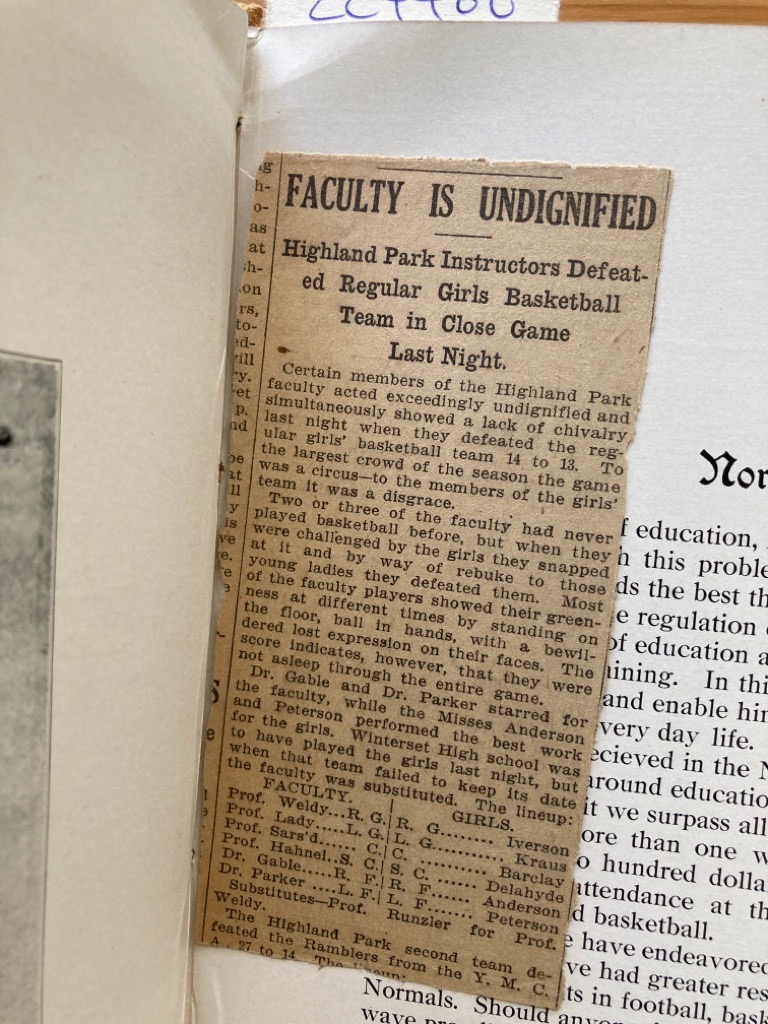 FACULTY IS UNDIGNIFIED
Highland Park Instructors Defeat-
ed Regular Girls Basketball
Team in Close Game
Last Night.
Certain members of the Highland Park
faculty acted exceedingly undignified and
simultaneously showed a lack of chivalry
last night when they defeated the reg-
ular girls' basketball team 14 to 13. To
the largest crowd of the season the game
was a circus—to the members of the girls'
team it was a disgrace.
Two or three of the faculty had never
played basketball before, but when they
were challenged by the girls they snapped
at it and by way of rebuke to those
young ladies they defeated them. Most
of the faculty players showed their green-
ness at different times by standing on
the floor, ball in hands, with a bewil-
dered lost expression on their faces. The
score indicates, however, that they were
not asleep through the entire game.
Dr. Gable and Dr. Parker starred for
the faculty, while the Misses Anderson
and Peterson performed the best work
for the girls. Winterset High school was
to have played the girls last night, but
when that team failed to keep its date
the faculty was substituted. The lineup:
FACULTY. GIRLS.
Prof. Weldy...R. G. R. G........ Iverson
Prof. Lady....L. G. L. G.......... Kraus
Prof. Sars'd..... C. C. .......... Barclay
Prof. Hahnel..S. C. S. C. ...... Delahyde
Dr. Gable.....R. F. R. F...... Anderson
Dr. Parker ....L. F. L. F....... Peterson
Substitutes—Prof. Runzler for Prof.
Weldy.
The Highland Park second team de-
feated the Ramblers from the Y. M. C.
A., 27 to 14. The lineup:
Nor
f education,
h this proble
ds the best th
e regulation
of education a
ining. In thi
and enable hin
very day life.
ecieved in the N
around educatio
it we surpass all
ore than one w
o hundred dolla
attendance at th
d basketball.
e have endeavored
ve had greater res
ts in football, bask
Normals. Should anyo